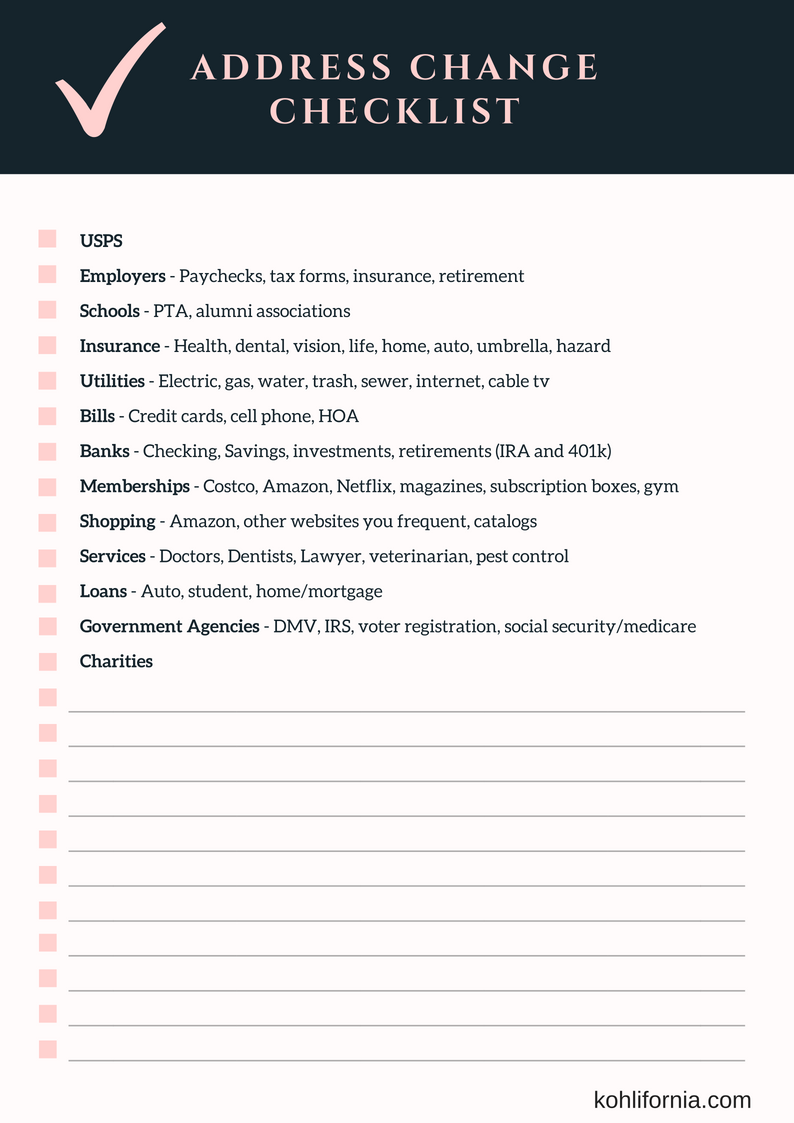 ADDRESS CHANGE
CHECKLIST
USPS
Employers - Paychecks, tax forms, insurance, retirement
Schools - PTA, alumni associations
Insurance - Health, dental, vision, life, home, auto, umbrella, hazard
Utilities - Electric, gas, water, trash, sewer, internet, cable tv
Bills - Credit cards, cell phone, HOA
Banks - Checking, Savings, investments, retirements (IRA and 401k)
Memberships - Costco, Amazon, Netflix, magazines, subscription boxes, gym
Shopping - Amazon, other websites you frequent, catalogs
Services - Doctors, Dentists, Lawyer, veterinarian, pest control
Loans - Auto, student, home/mortgage
Government Agencies - DMV, IRS, voter registration, social security/medicare
Charities
kohlifornia.com